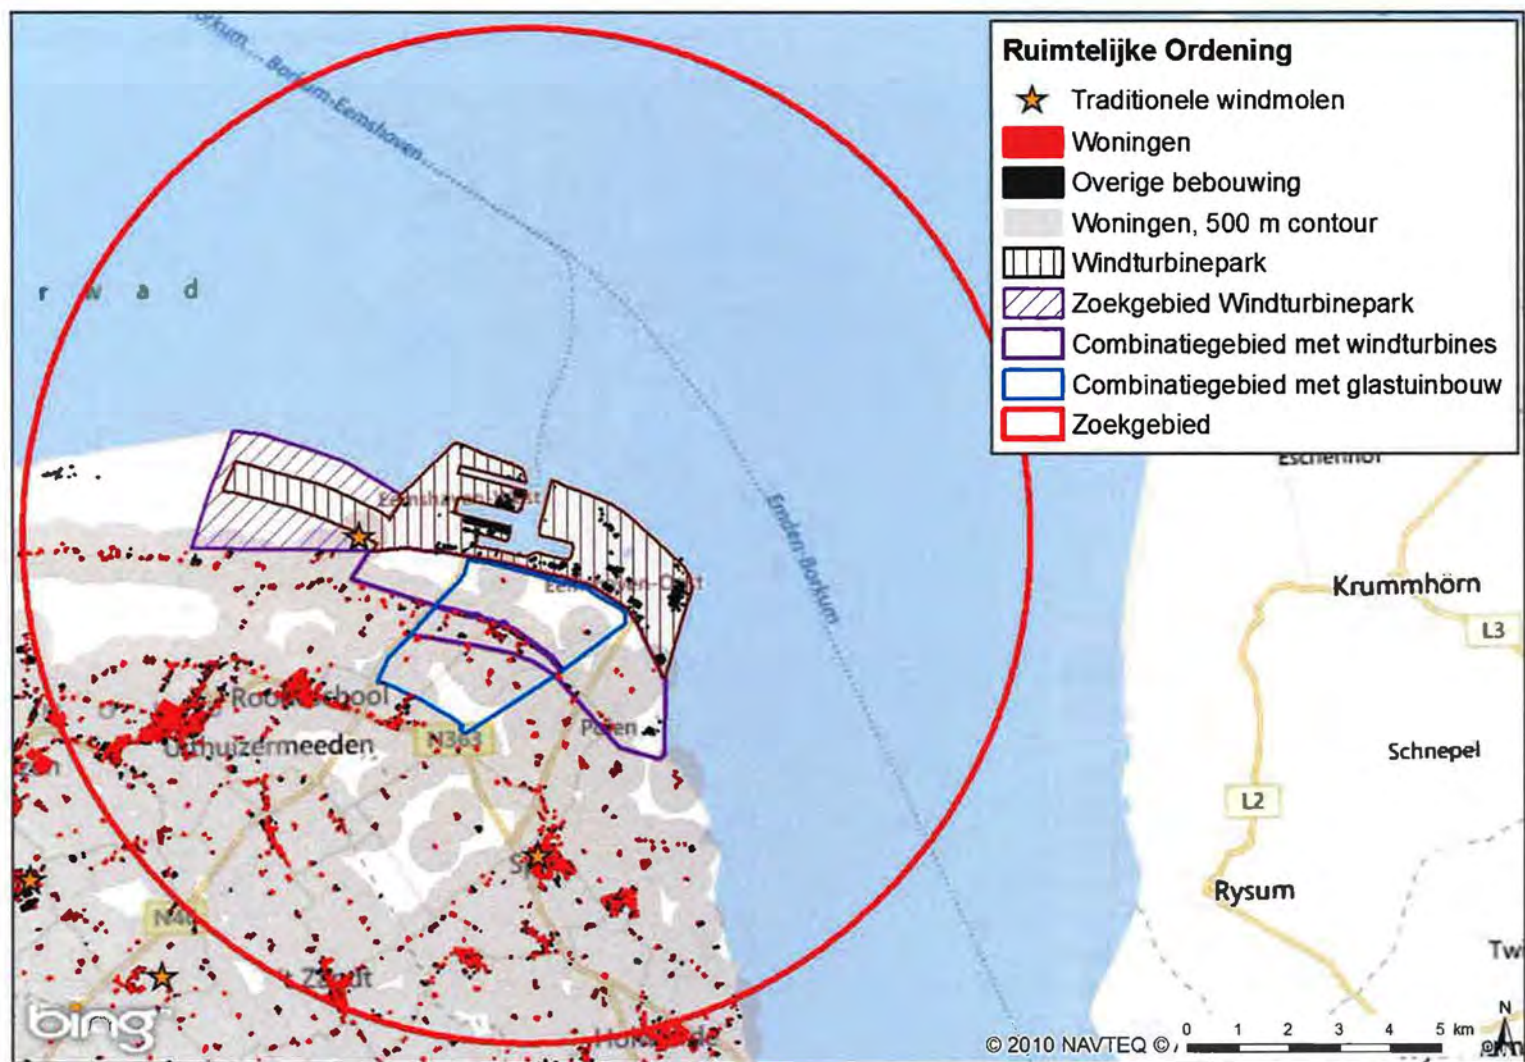 Borkum-Eemshaven
Ruimtelijke Ordening
Traditionele windmolen
Woningen
Overige bebouwing
Woningen, 500 m contour
Windturbinepark
Zoekgebied Windturbinepark
Combinatiegebied met windturbines
Combinatiegebied met glastuinbouw
Zoekgebied
r w a d
Emden-Borkum
Krummhörn
L3
Uithuizermeeden
N363
Schnepel
L2
Rysum
bing
© 2010 NAVTEQ ©
0 1 2 3 4 5 km
N